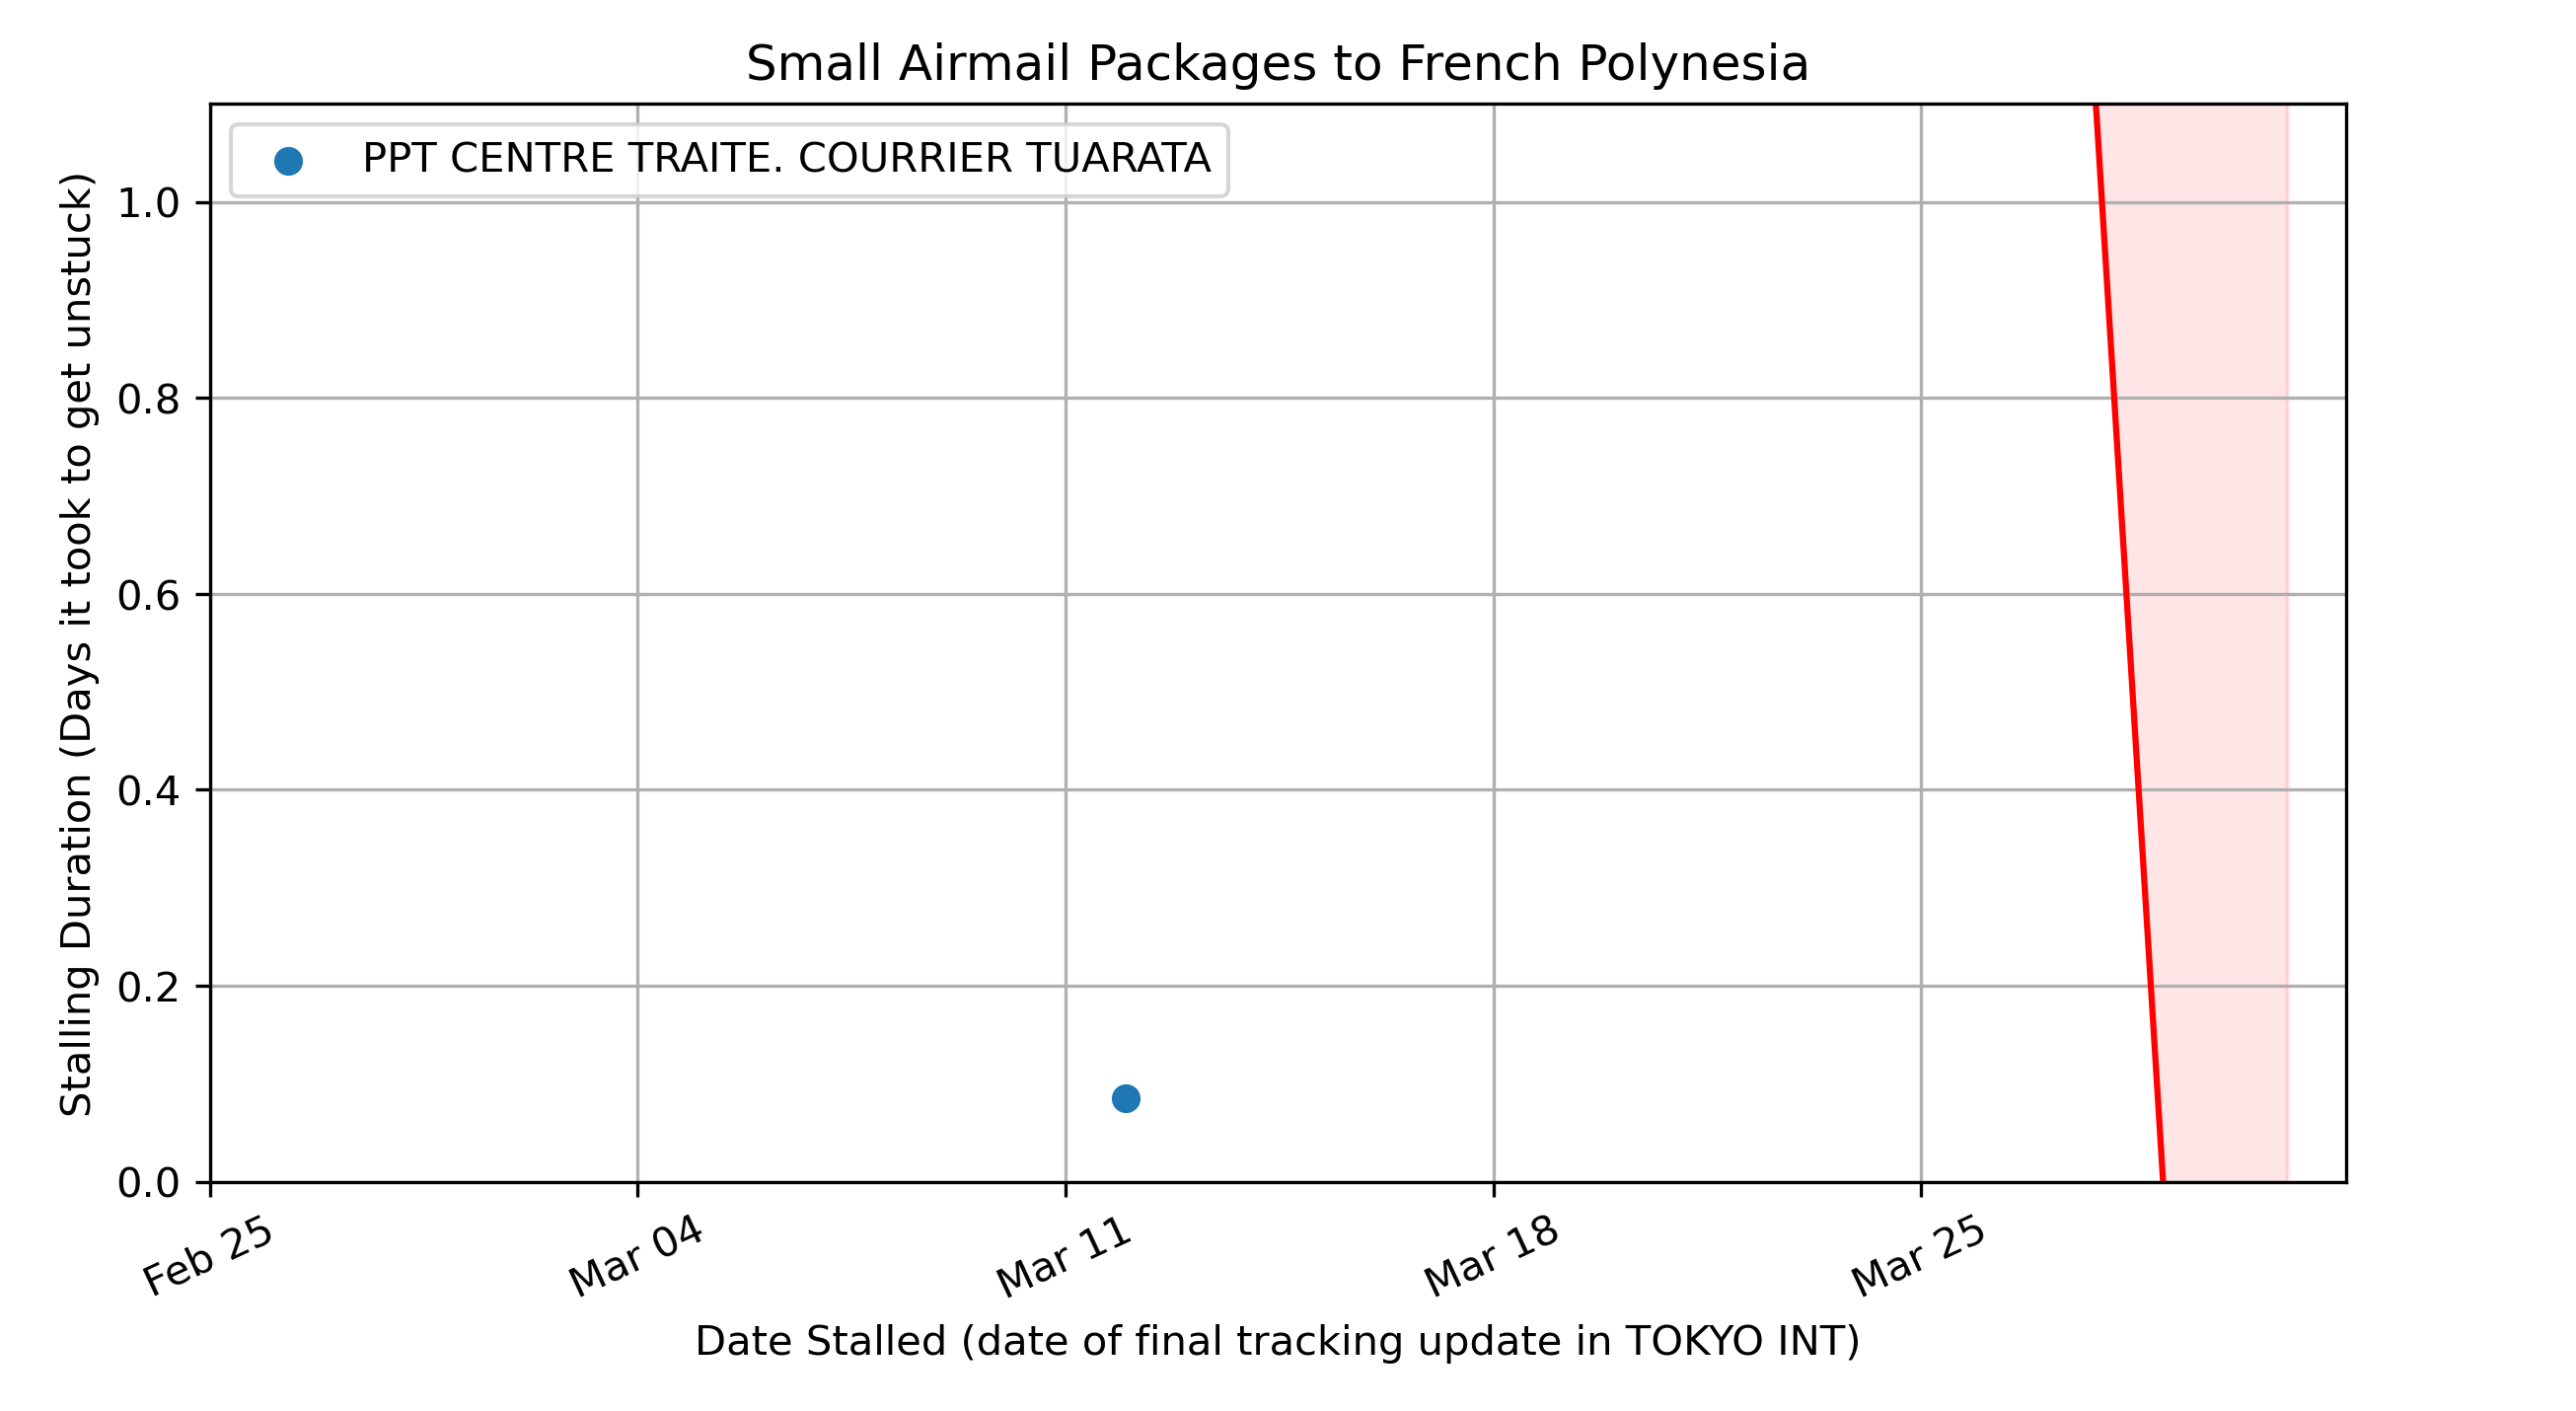 Small Airmail Packages to French Polynesia
PPT CENTRE TRAITE. COURRIER TUARATA
Stalling Duration (Days it took to get unstuck)
1.0
0.8
0.6
0.4
0.2
0.0
Feb 25
Mar 04
Mar 11
Mar 18
Mar 25
Date Stalled (date of final tracking update in TOKYO INT)